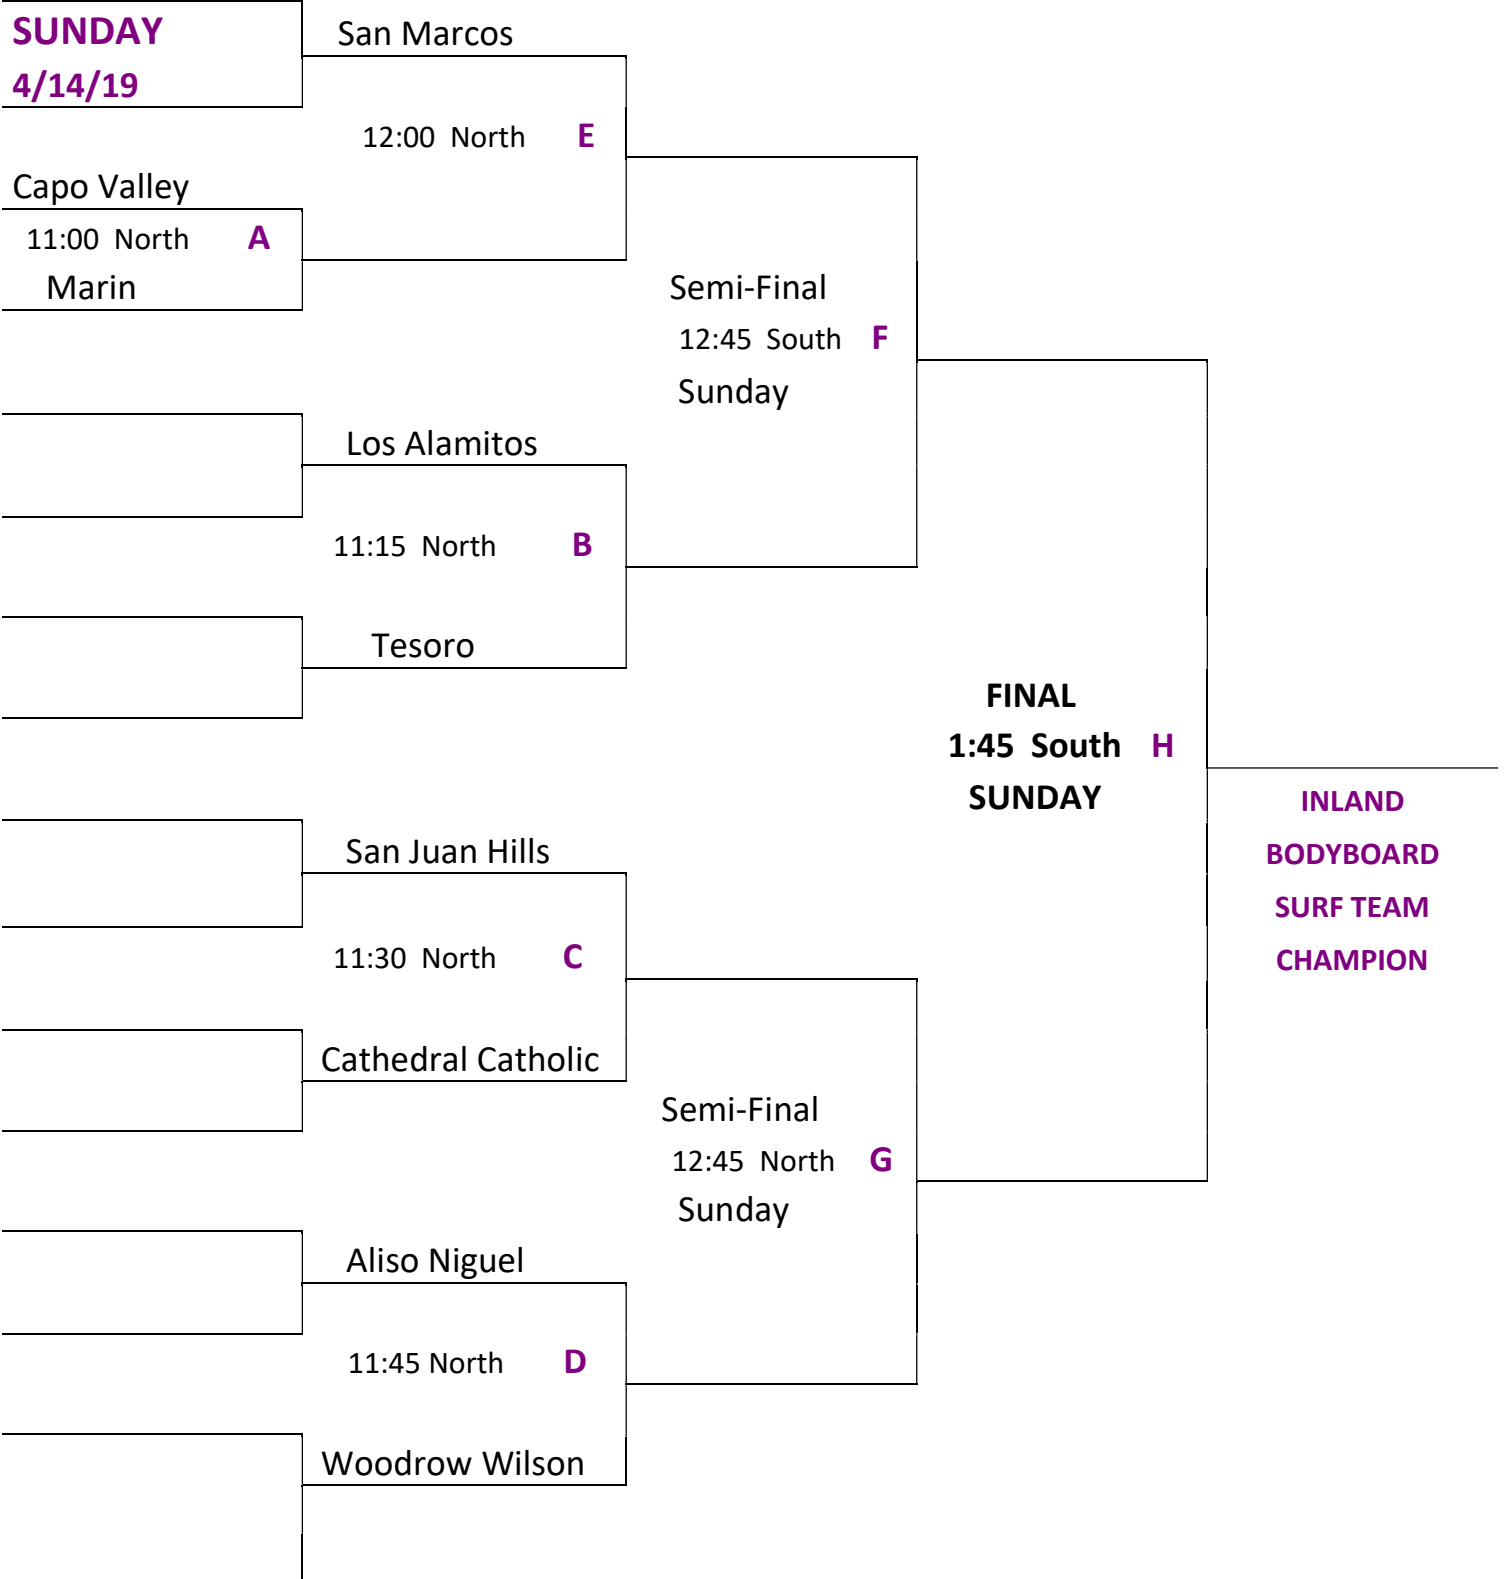 SUNDAY
4/14/19
San Marcos
12:00 North E
Capo Valley
11:00 North A
Marin
Semi-Final
12:45 South F
Sunday
Los Alamitos
11:15 North B
Tesoro
FINAL
1:45 South H
SUNDAY
INLAND
BODYBOARD
SURF TEAM
CHAMPION
San Juan Hills
11:30 North C
Cathedral Catholic
Semi-Final
12:45 North G
Sunday
Aliso Niguel
11:45 North D
Woodrow Wilson